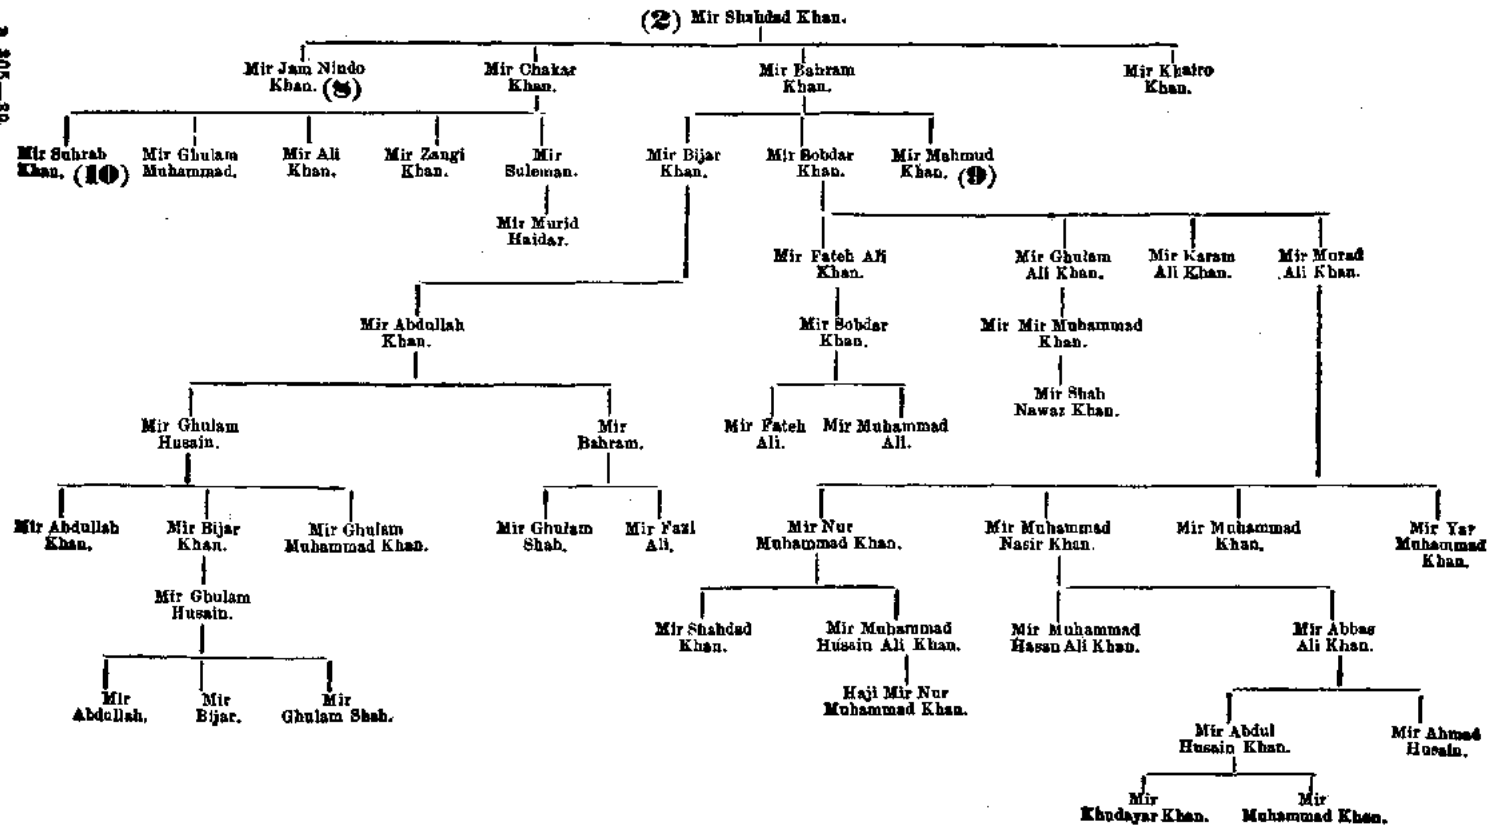 (2) Mir Shahdad Khan.
Mir Jam Nindo
Khan. (8)
Mir Chakar
Khan.
Mir Bahram
Khan.
Mir Khairo
Khan.
Mir Suhrab
Khan. (10)
Mir Ghulam
Muhammad.
Mir Ali
Khan.
Mir Zangi
Khan.
Mir
Suleman.
Mir Bijar
Khan.
Mir Sobdar
Khan.
Mir Mahmud
Khan. (9)
Mir Murid
Haidar.
Mir Fateh Ali
Khan.
Mir Ghulam
Ali Khan.
Mir Karam
Ali Khan.
Mir Murad
Ali Khan.
Mir Abdullah
Khan.
Mir Sobdar
Khan.
Mir Mir Muhammad
Khan.
Mir Shah
Nawaz Khan.
Mir Ghulam
Husain.
Mir
Bahram.
Mir Fateh
Ali.
Mir Muhammad
Ali.
Mir Abdullah
Khan.
Mir Bijar
Khan.
Mir Ghulam
Muhammad Khan.
Mir Ghulam
Shah.
Mir Fazl
Ali.
Mir Nur
Muhammad Khan.
Mir Muhammad
Nasir Khan.
Mir Muhammad
Khan.
Mir Yar
Muhammad
Khan.
Mir Ghulam
Husain.
Mir Shahdad
Khan.
Mir Muhammad
Husain Ali Khan.
Mir Muhammad
Hasan Ali Khan.
Mir Abbas
Ali Khan.
Mir
Abdullah.
Mir
Bijar.
Mir
Ghulam Shah.
Haji Mir Nur
Muhammad Khan.
Mir Abdul
Husain Khan.
Mir Ahmad
Husain.
Mir
Khudayar Khan.
Mir
Muhammad Khan.